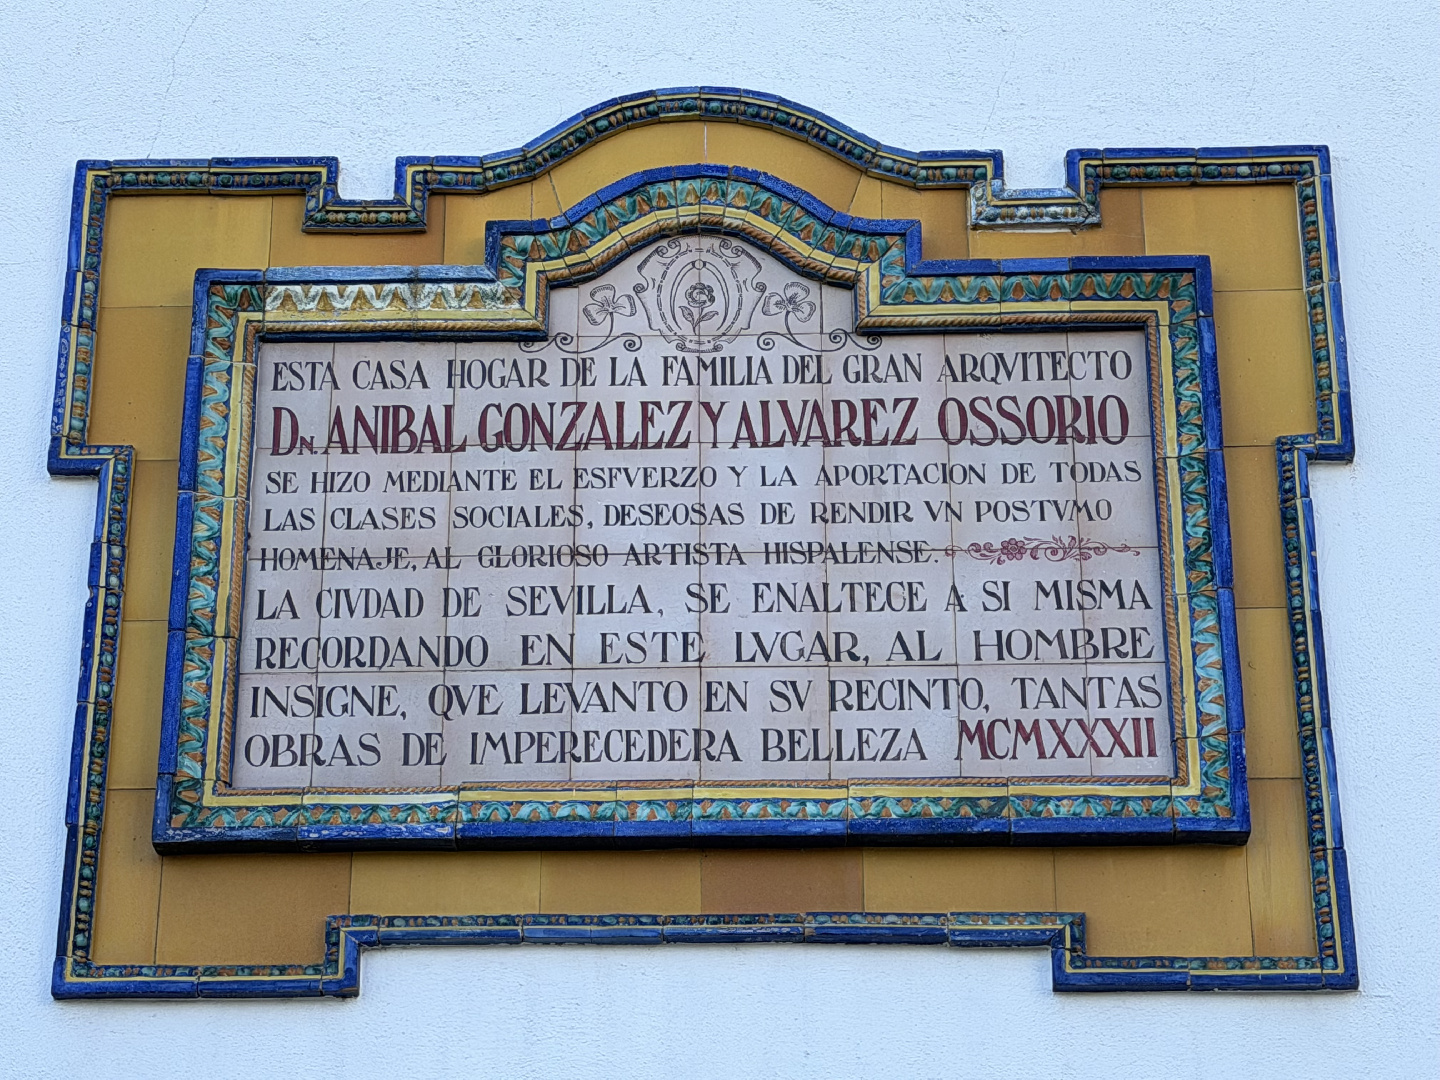 ESTA CASA HOGAR DE LA FAMILIA DEL GRAN ARQVITECTO
DN. ANIBAL GONZALEZ Y ALVAREZ OSSORIO
SE HIZO MEDIANTE EL ESFVERZO Y LA APORTACION DE TODAS
LAS CLASES SOCIALES, DESEOSAS DE RENDIR VN POSTVMO
HOMENAJE, AL GLORIOSO ARTISTA HISPALENSE.
LA CIVDAD DE SEVILLA, SE ENALTECE A SI MISMA
RECORDANDO EN ESTE LVGAR, AL HOMBRE
INSIGNE, QVE LEVANTO EN SV RECINTO, TANTAS
OBRAS DE IMPERECEDERA BELLEZA MCMXXXII